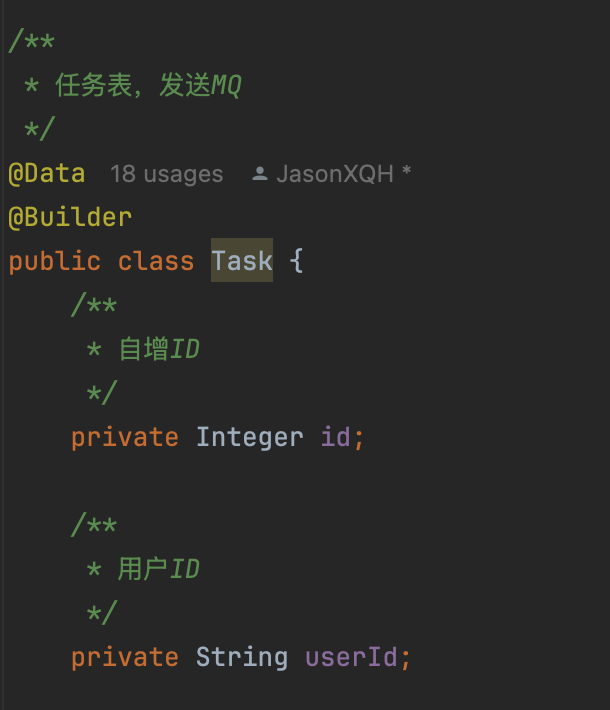 /**
 * 任务表，发送MQ
 */
@Data 18 usages JasonXQH *
@Builder
public class Task {
    /**
     * 自增ID
     */
    private Integer id;

    /**
     * 用户ID
     */
    private String userId;